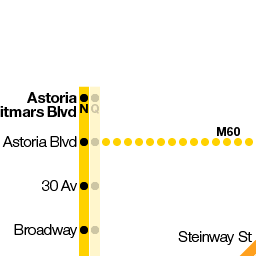 Astoria
itmars Blvd
N Q
M60
Astoria Blvd
30 Av
Broadway
Steinway St